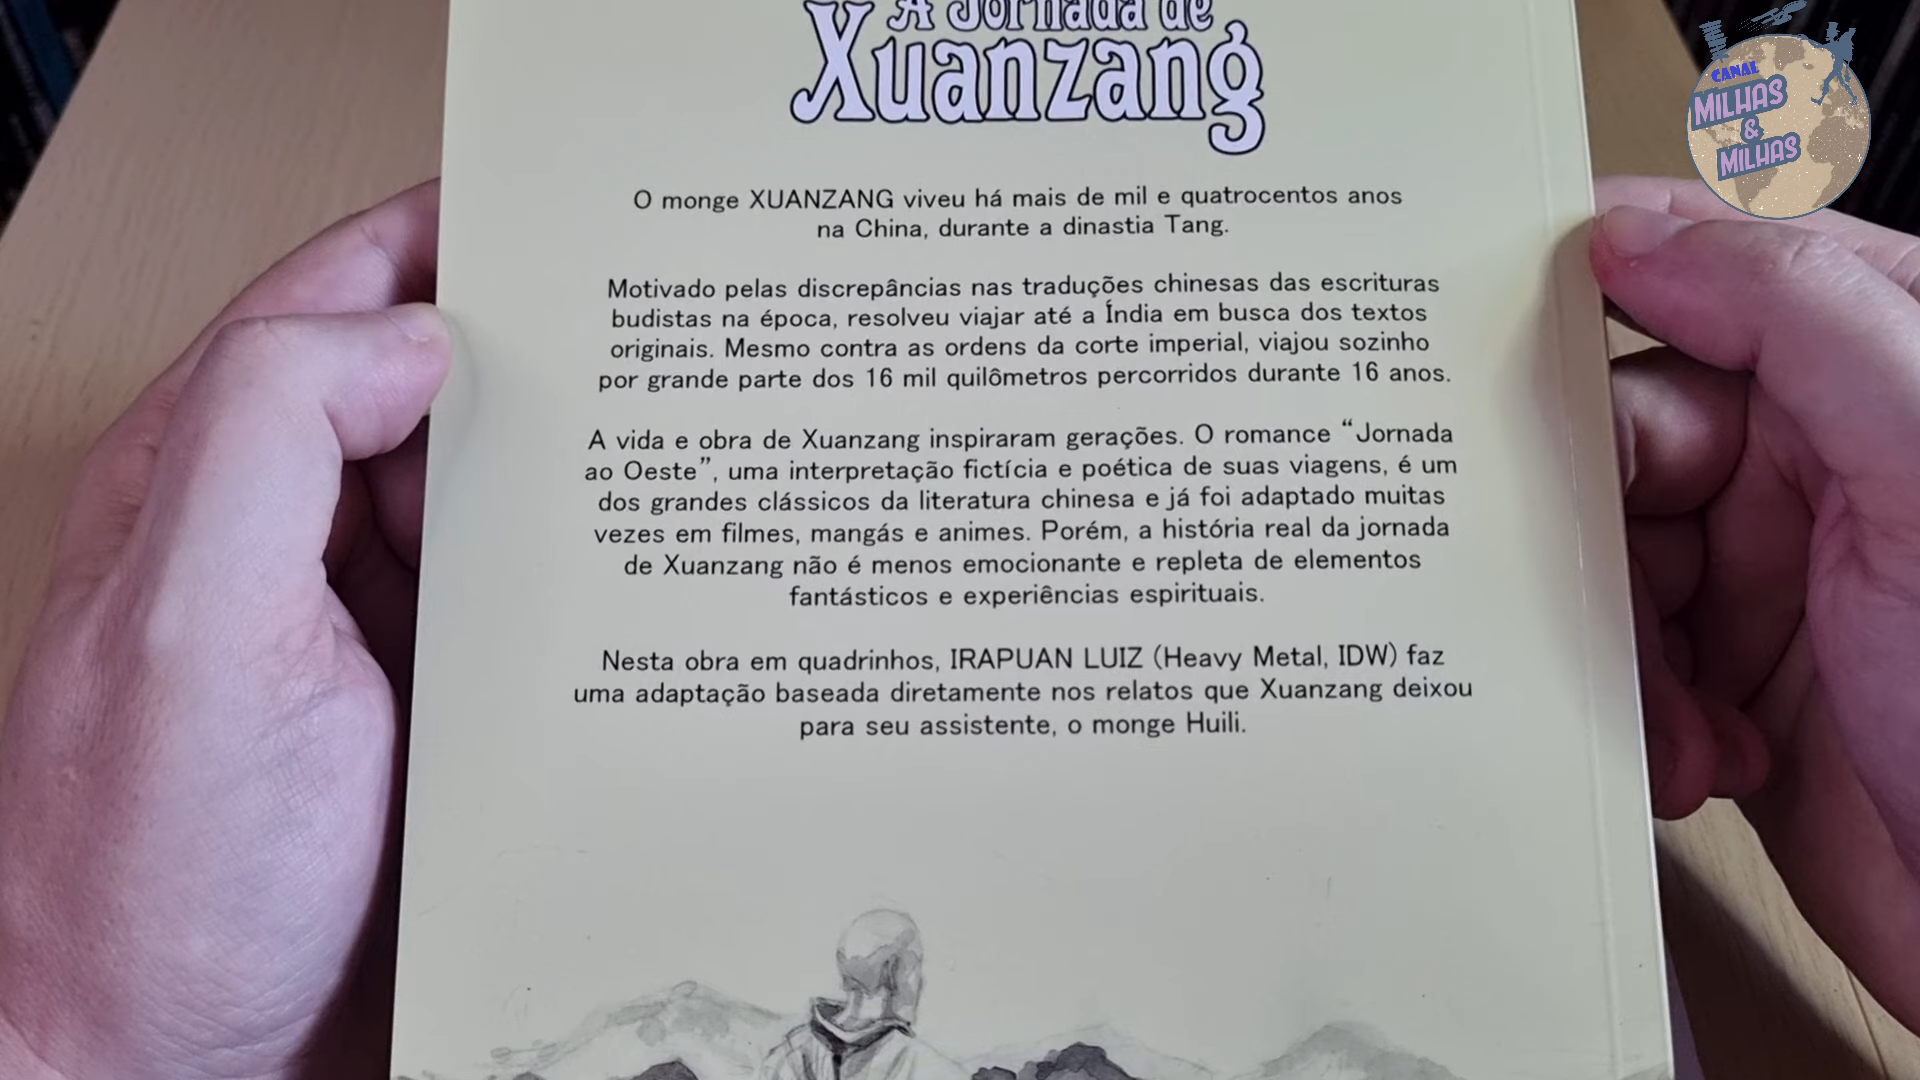 A Jornada de
Xuanzang
CANAL
MILHAS
&
MILHAS
O monge XUANZANG viveu há mais de mil e quatrocentos anos
na China, durante a dinastia Tang.
Motivado pelas discrepâncias nas traduções chinesas das escrituras
budistas na época, resolveu viajar até a Índia em busca dos textos
originais. Mesmo contra as ordens da corte imperial, viajou sozinho
por grande parte dos 16 mil quilômetros percorridos durante 16 anos.
A vida e obra de Xuanzang inspiraram gerações. O romance “Jornada
ao Oeste”, uma interpretação fictícia e poética de suas viagens, é um
dos grandes clássicos da literatura chinesa e já foi adaptado muitas
vezes em filmes, mangás e animes. Porém, a história real da jornada
de Xuanzang não é menos emocionante e repleta de elementos
fantásticos e experiências espirituais.
Nesta obra em quadrinhos, IRAPUAN LUIZ (Heavy Metal, IDW) faz
uma adaptação baseada diretamente nos relatos que Xuanzang deixou
para seu assistente, o monge Huili.